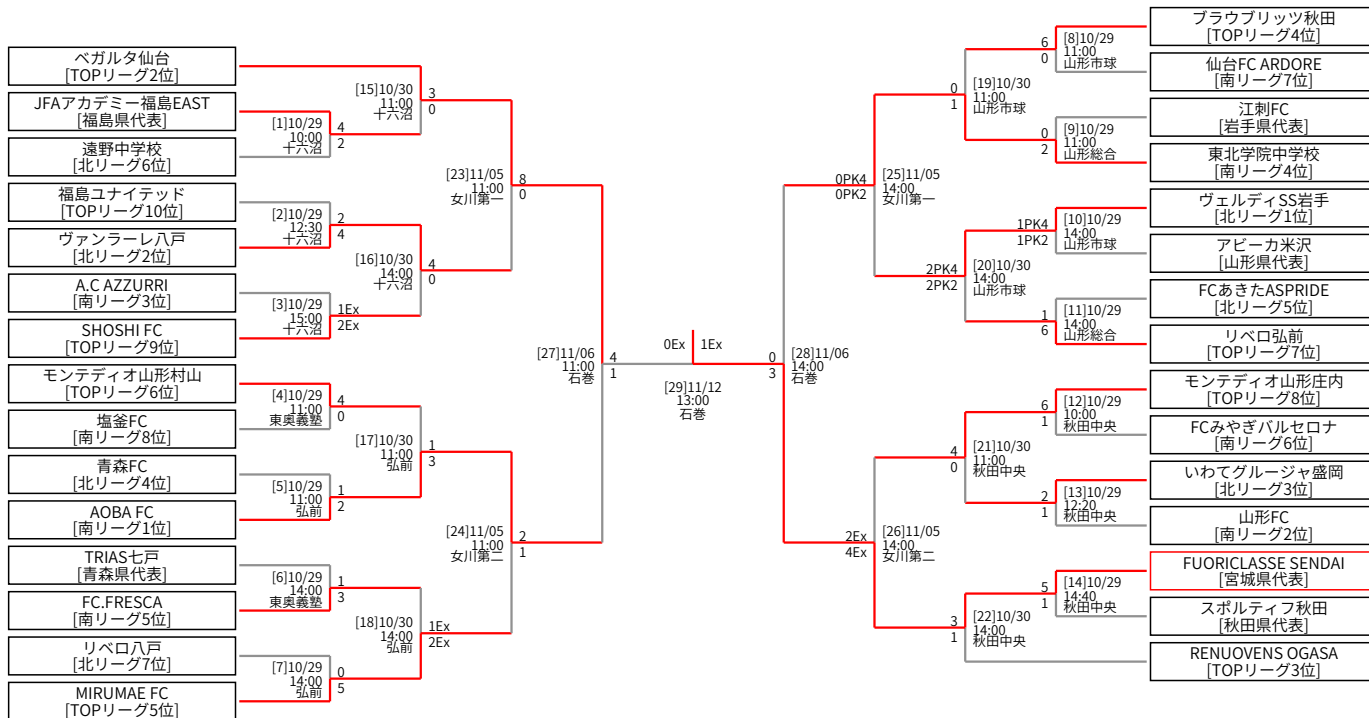 ベガルタ仙台
[TOPリーグ2位]
JFAアカデミー福島EAST
[福島県代表]
遠野中学校
[北リーグ6位]
福島ユナイテッド
[TOPリーグ10位]
ヴァンラーレ八戸
[北リーグ2位]
A.C AZZURRI
[南リーグ3位]
SHOSHI FC
[TOPリーグ9位]
モンテディオ山形村山
[TOPリーグ6位]
塩釜FC
[南リーグ8位]
青森FC
[北リーグ4位]
AOBA FC
[南リーグ1位]
TRIAS七戸
[青森県代表]
FC.FRESCA
[南リーグ5位]
リベロ八戸
[北リーグ7位]
MIRUMAE FC
[TOPリーグ5位]
[1]10/29
10:00
十六沼
4
2
[2]10/29
12:30
十六沼
2
4
[3]10/29
15:00
十六沼
1Ex
2Ex
[4]10/29
11:00
東奥義塾
4
0
[5]10/29
11:00
弘前
1
2
[6]10/29
14:00
東奥義塾
1
3
[7]10/29
14:00
弘前
0
5
[15]10/30
11:00
十六沼
3
0
[16]10/30
14:00
十六沼
4
0
[17]10/30
11:00
弘前
1
3
[18]10/30
14:00
弘前
1Ex
2Ex
[23]11/05
11:00
女川第一
8
0
[24]11/05
11:00
女川第二
2
1
[27]11/06
11:00
石巻
4
1
0Ex
1Ex
[29]11/12
13:00
石巻
0
3
[28]11/06
14:00
石巻
0PK4
0PK2
[25]11/05
14:00
女川第一
2Ex
4Ex
[26]11/05
14:00
女川第二
0
1
[19]10/30
11:00
山形市球
2PK4
2PK2
[20]10/30
14:00
山形市球
4
0
[21]10/30
11:00
秋田中央
3
1
[22]10/30
14:00
秋田中央
6
0
[8]10/29
11:00
山形市球
0
2
[9]10/29
11:00
山形総合
1PK4
1PK2
[10]10/29
14:00
山形市球
1
6
[11]10/29
14:00
山形総合
6
1
[12]10/29
10:00
秋田中央
2
1
[13]10/29
12:20
秋田中央
5
1
[14]10/29
14:40
秋田中央
ブラウブリッツ秋田
[TOPリーグ4位]
仙台FC ARDORE
[南リーグ7位]
江刺FC
[岩手県代表]
東北学院中学校
[南リーグ4位]
ヴェルディSS岩手
[北リーグ1位]
アビーカ米沢
[山形県代表]
FCあきたASPRIDE
[北リーグ5位]
リベロ弘前
[TOPリーグ7位]
モンテディオ山形庄内
[TOPリーグ8位]
FCみやぎバルセロナ
[南リーグ6位]
いわてグルージャ盛岡
[北リーグ3位]
山形FC
[南リーグ2位]
FUORICLASSE SENDAI
[宮城県代表]
スポルティフ秋田
[秋田県代表]
RENUOVENS OGASA
[TOPリーグ3位]